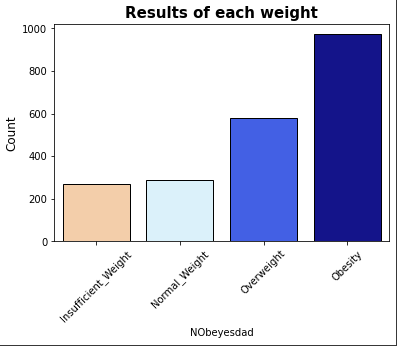 Results of each weight
1000
800
600
400
200
0
Count
Insufficient_Weight
Normal_Weight
Overweight
Obesity
NObeyesdad